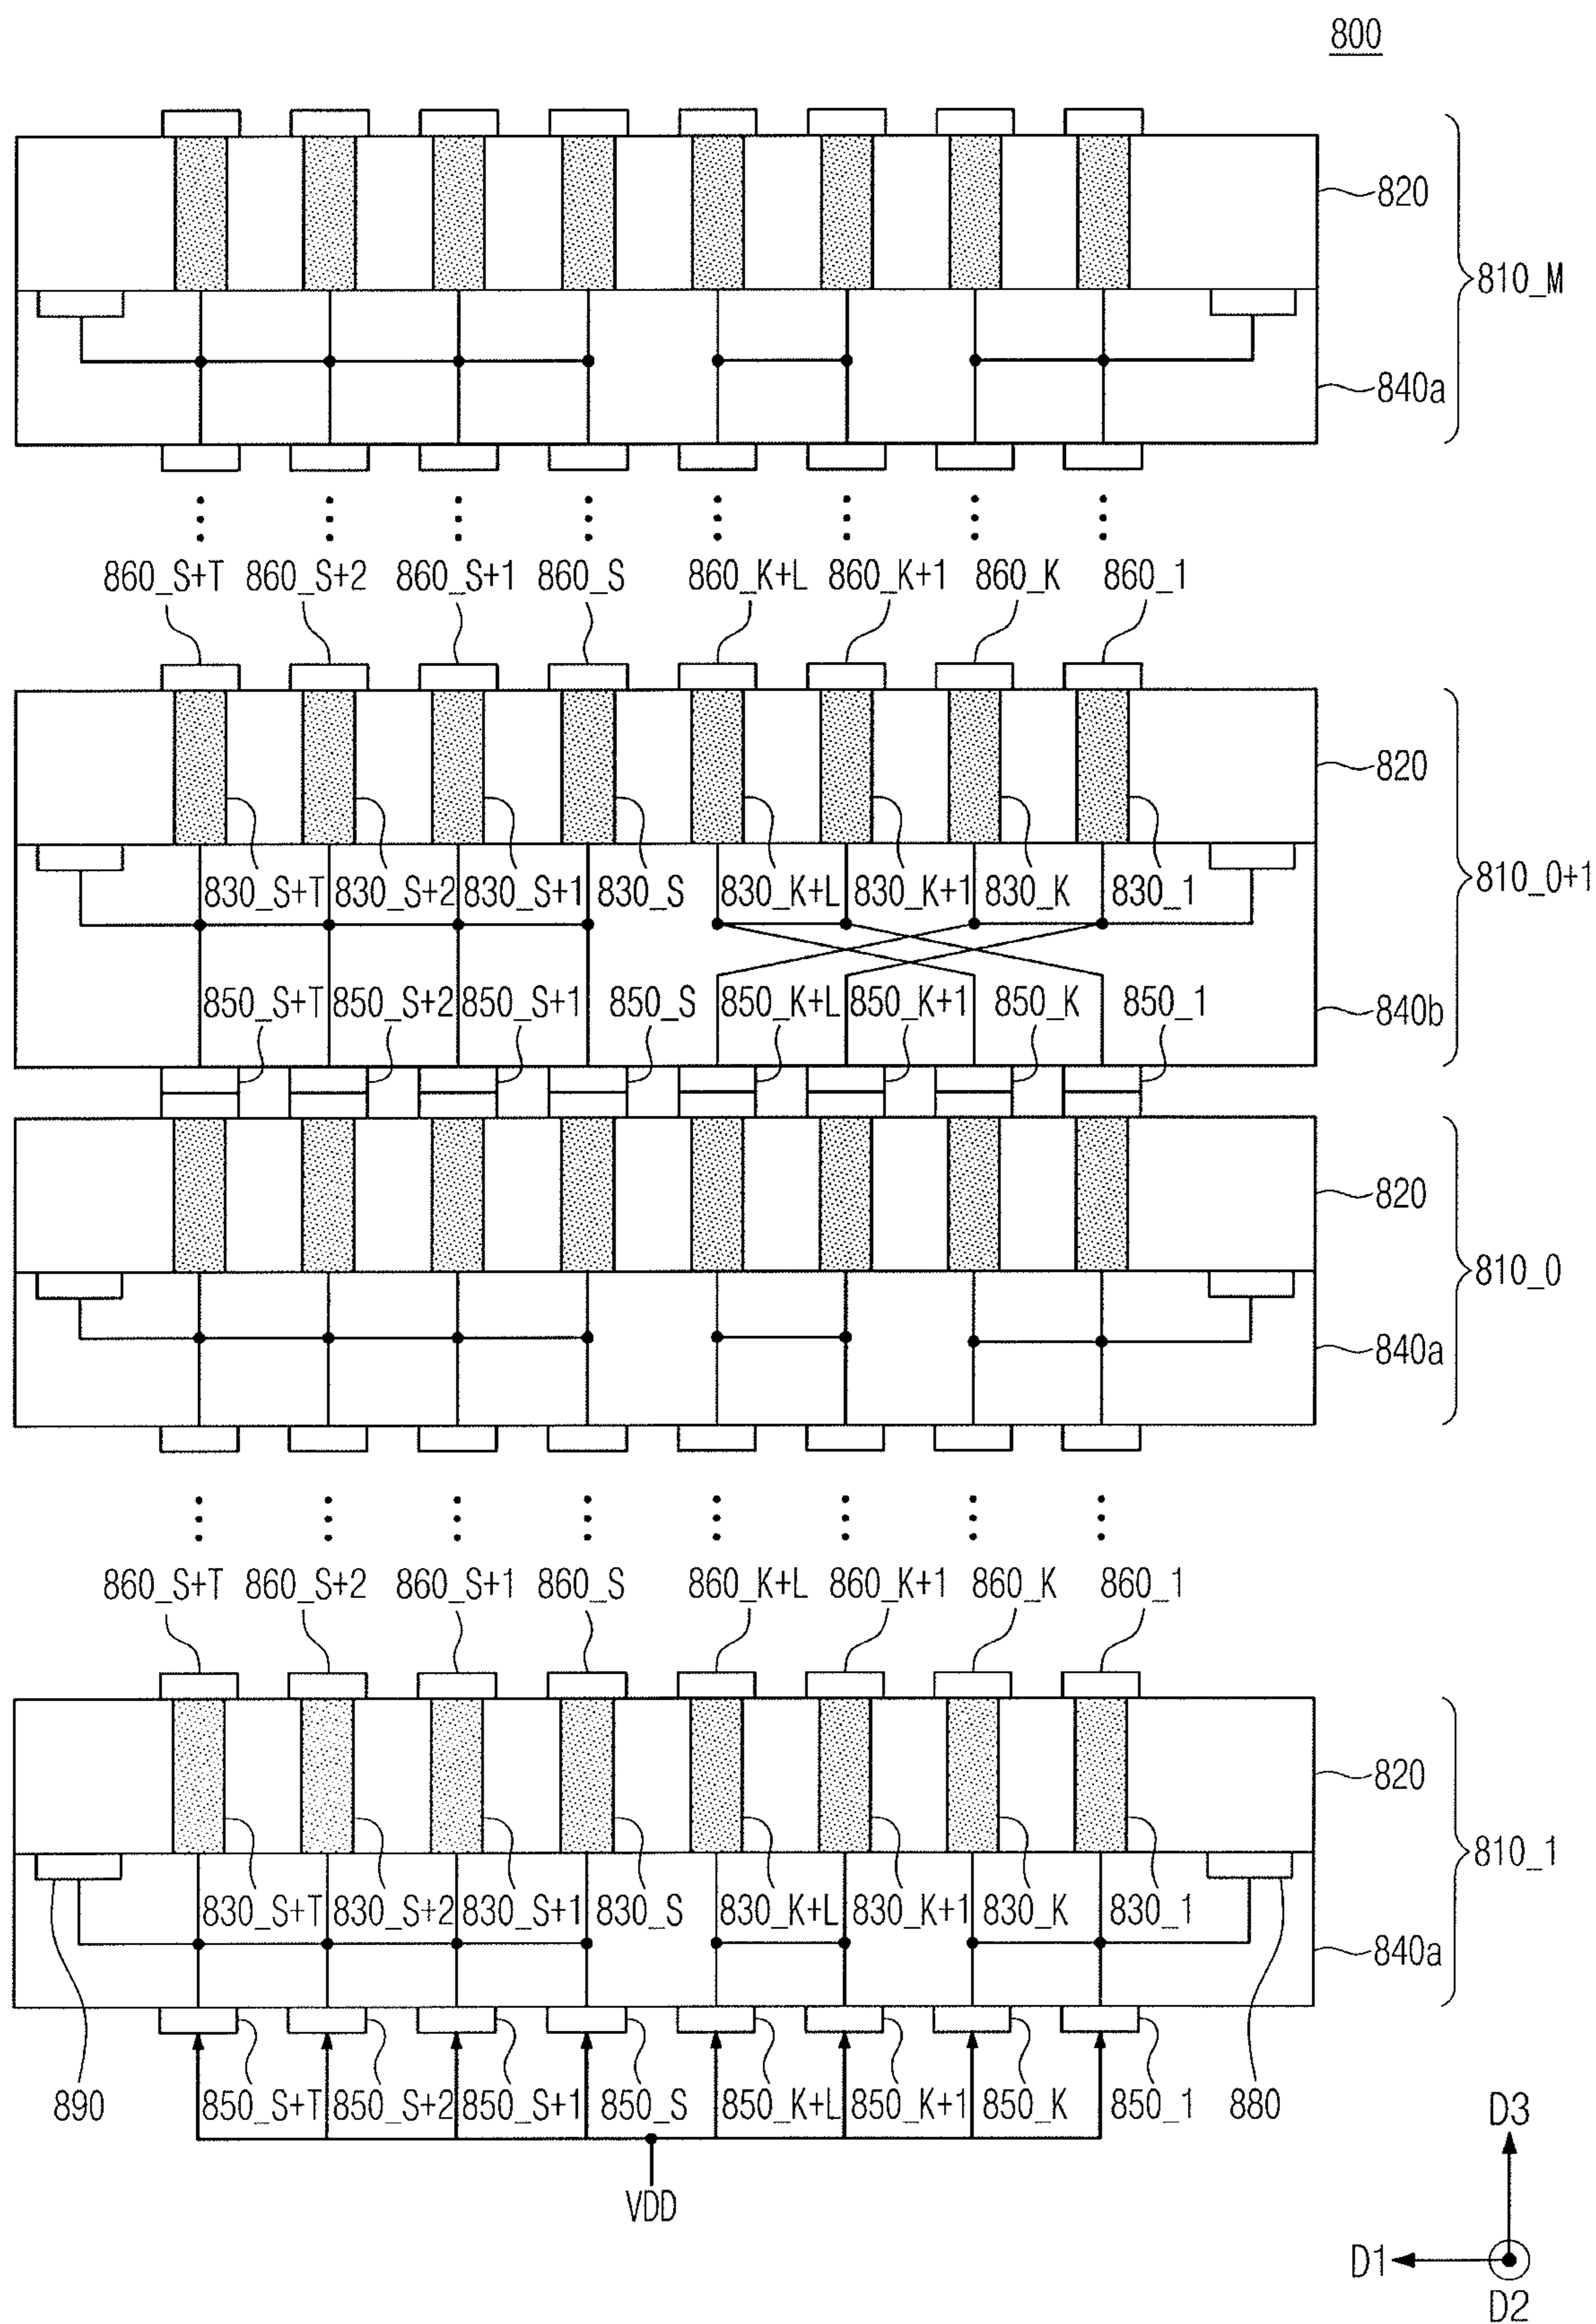 800
820
810_M
840a
860_S+T 860_S+2 860_S+1 860_S 860_K+L 860_K+1 860_K 860_1
820
830_S+T 830_S+2 830_S+1 830_S 830_K+L 830_K+1 830_K 830_1
810_0+1
850_S+T 850_S+2 850_S+1 850_S 850_K+L 850_K+1 850_K 850_1
840b
820
810_0
840a
860_S+T 860_S+2 860_S+1 860_S 860_K+L 860_K+1 860_K 860_1
820
810_1
830_S+T 830_S+2 830_S+1 830_S 830_K+L 830_K+1 830_K 830_1
840a
890 850_S+T 850_S+2 850_S+1 850_S 850_K+L 850_K+1 850_K 850_1 880
VDD
D3
D1
D2